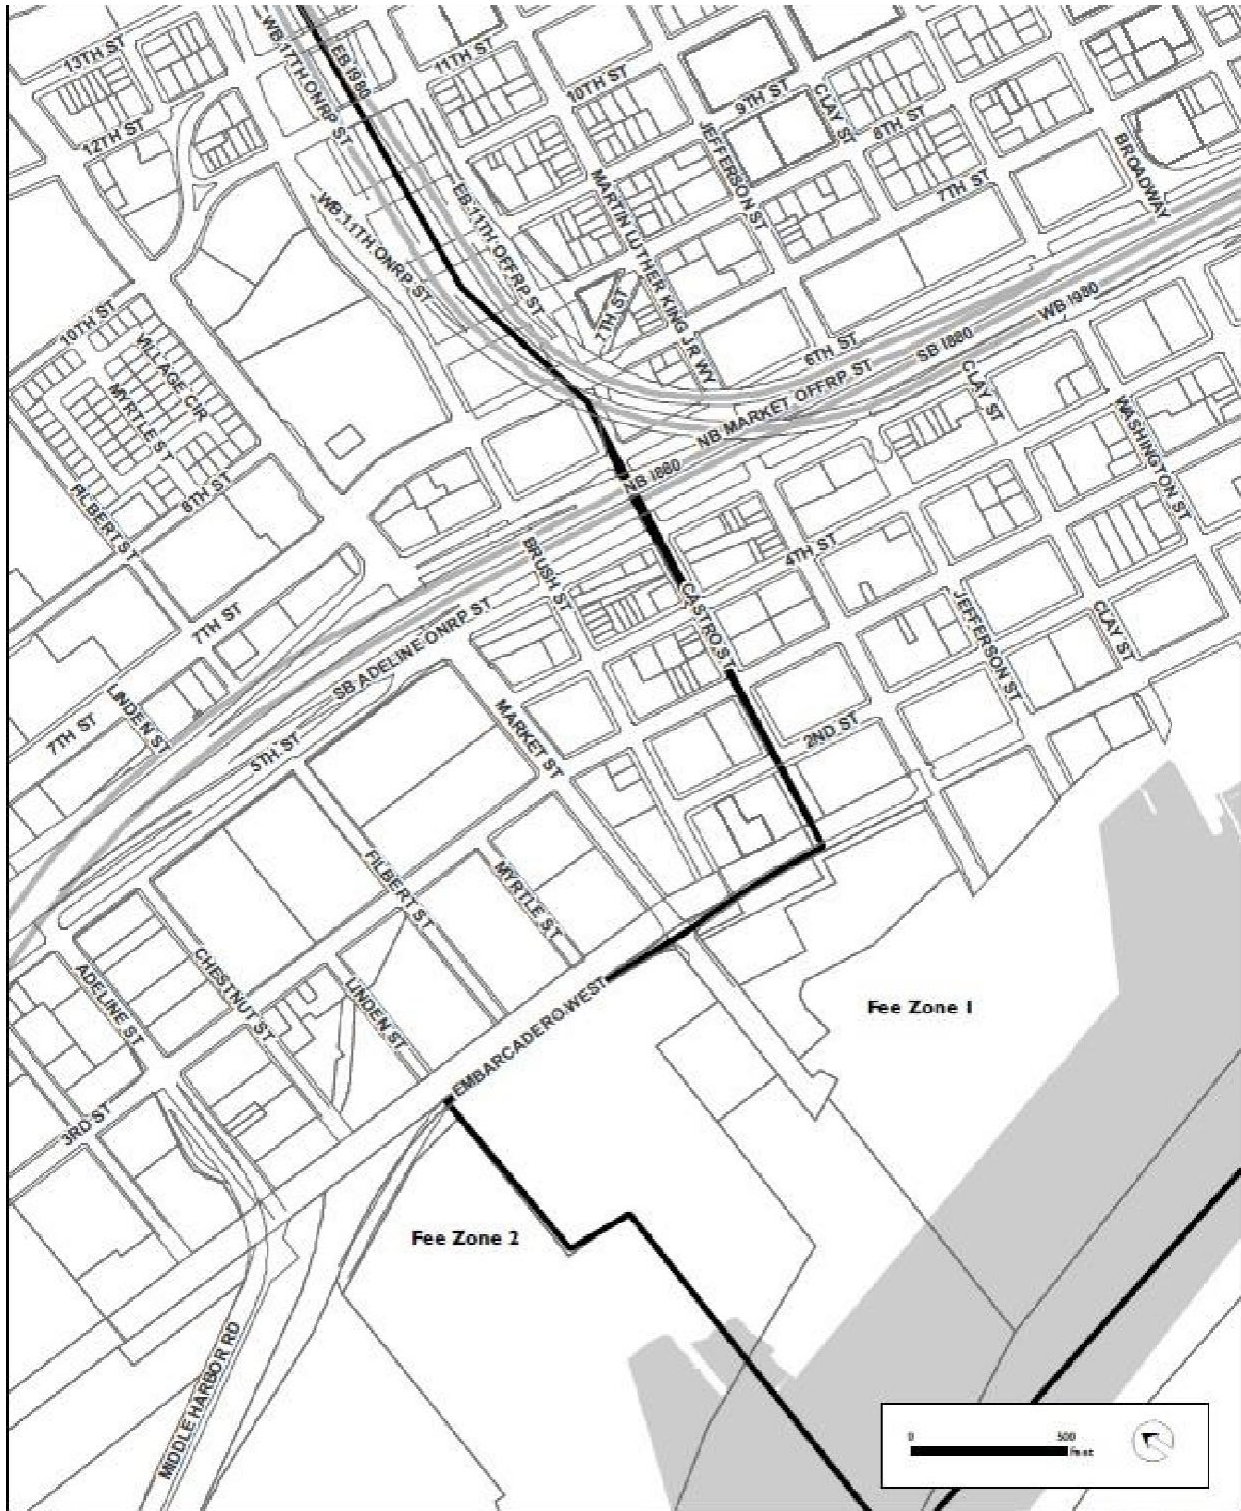 13TH ST
WB 17TH ONRP ST
EB I980
11TH ST
10TH ST
9TH ST
CLAY ST
8TH ST
12TH ST
JEFFERSON ST
BROADWAY
7TH ST
MARTIN LUTHER KING JR WY
WB 11TH ONRP ST
EB 11TH OFFRP ST
7TH ST
10TH ST
VILLAGE CIR
MYRTLE ST
6TH ST
NB MARKET OFFRP ST
SB I880
WB I980
CLAY ST
WASHINGTON ST
FILBERT ST
8TH ST
NB I880
BRUSH ST
4TH ST
CASTRO ST
JEFFERSON ST
CLAY ST
7TH ST
SB ADELINE ONRP ST
LINDEN ST
7TH ST
5TH ST
MARKET ST
2ND ST
FILBERT ST
MYRTLE ST
ADELINE ST
CHESTNUT ST
LINDEN ST
EMBARCADERO WEST
Fee Zone 1
3RD ST
Fee Zone 2
MIDDLE HARBOR RD
0 500
Feet